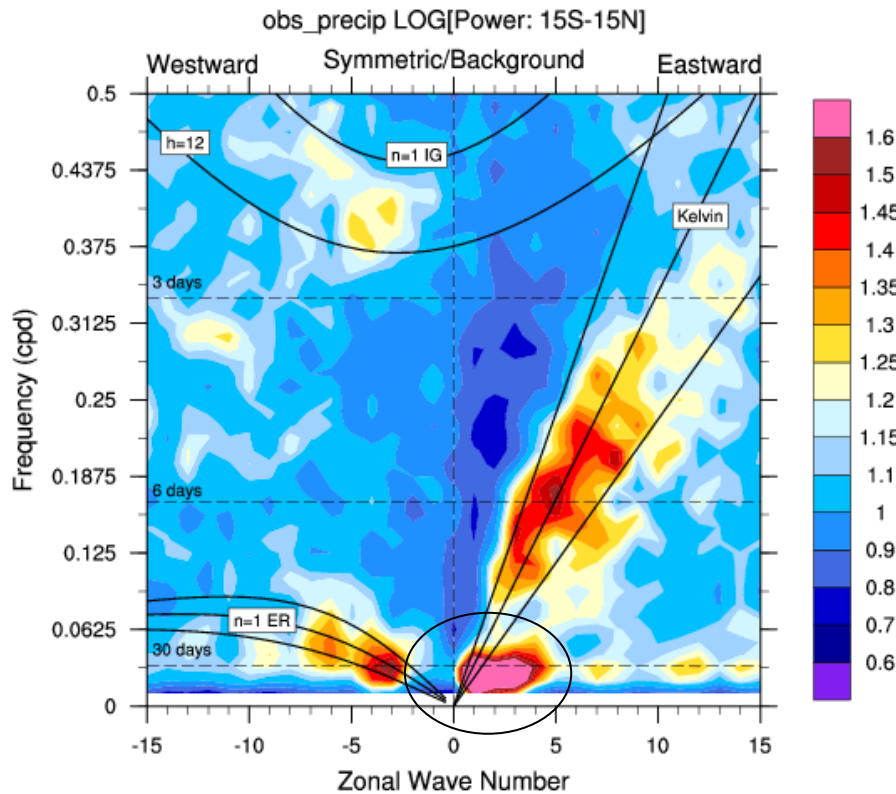 obs_precip LOG[Power: 15S-15N]
Westward Symmetric/Background Eastward
0.5
0.4375
0.375
0.3125
0.25
0.1875
0.125
0.0625
0
Frequency (cpd)
h=12
n=1 IG
Kelvin
3 days
6 days
n=1 ER
30 days
-15 -10 -5 0 5 10 15
Zonal Wave Number
1.6
1.5
1.45
1.4
1.35
1.3
1.25
1.2
1.15
1.1
1
0.9
0.8
0.7
0.6